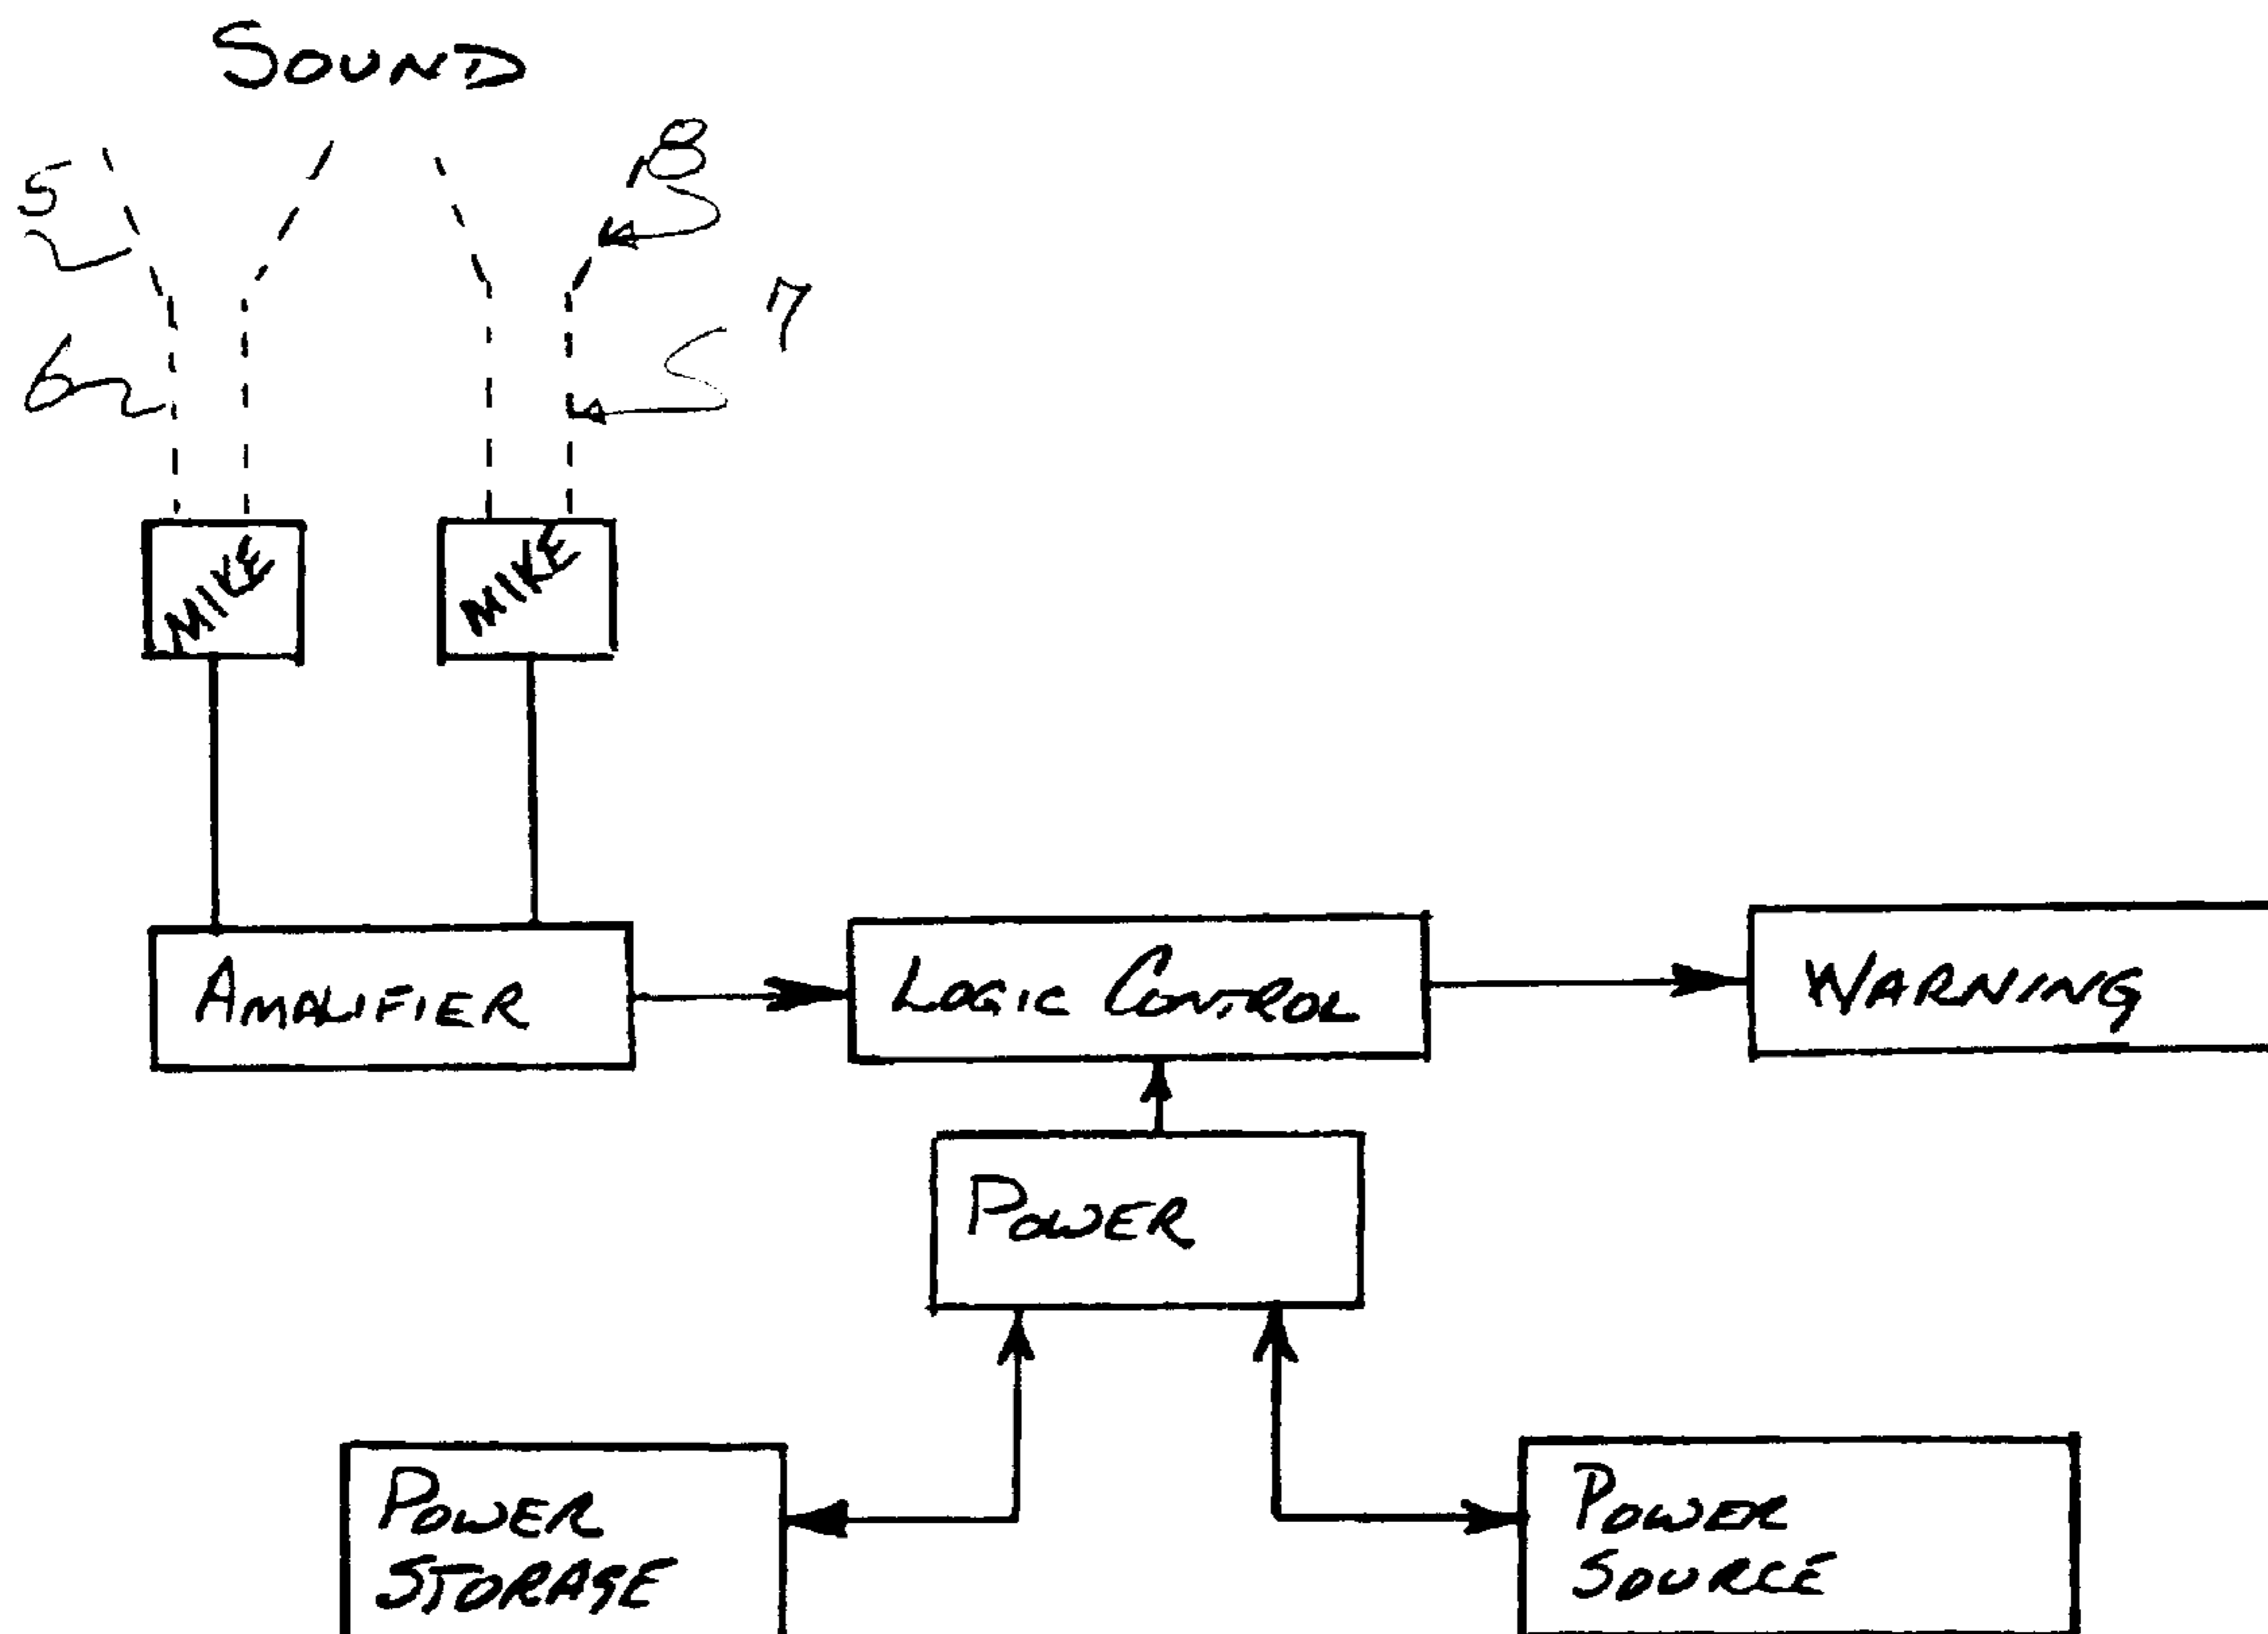 SOUND
5
8
7
6
MIKE
MIKE
AMPLIFIER
LOGIC CONTROL
WARNING
POWER
POWER
STORAGE
POWER
SOURCE